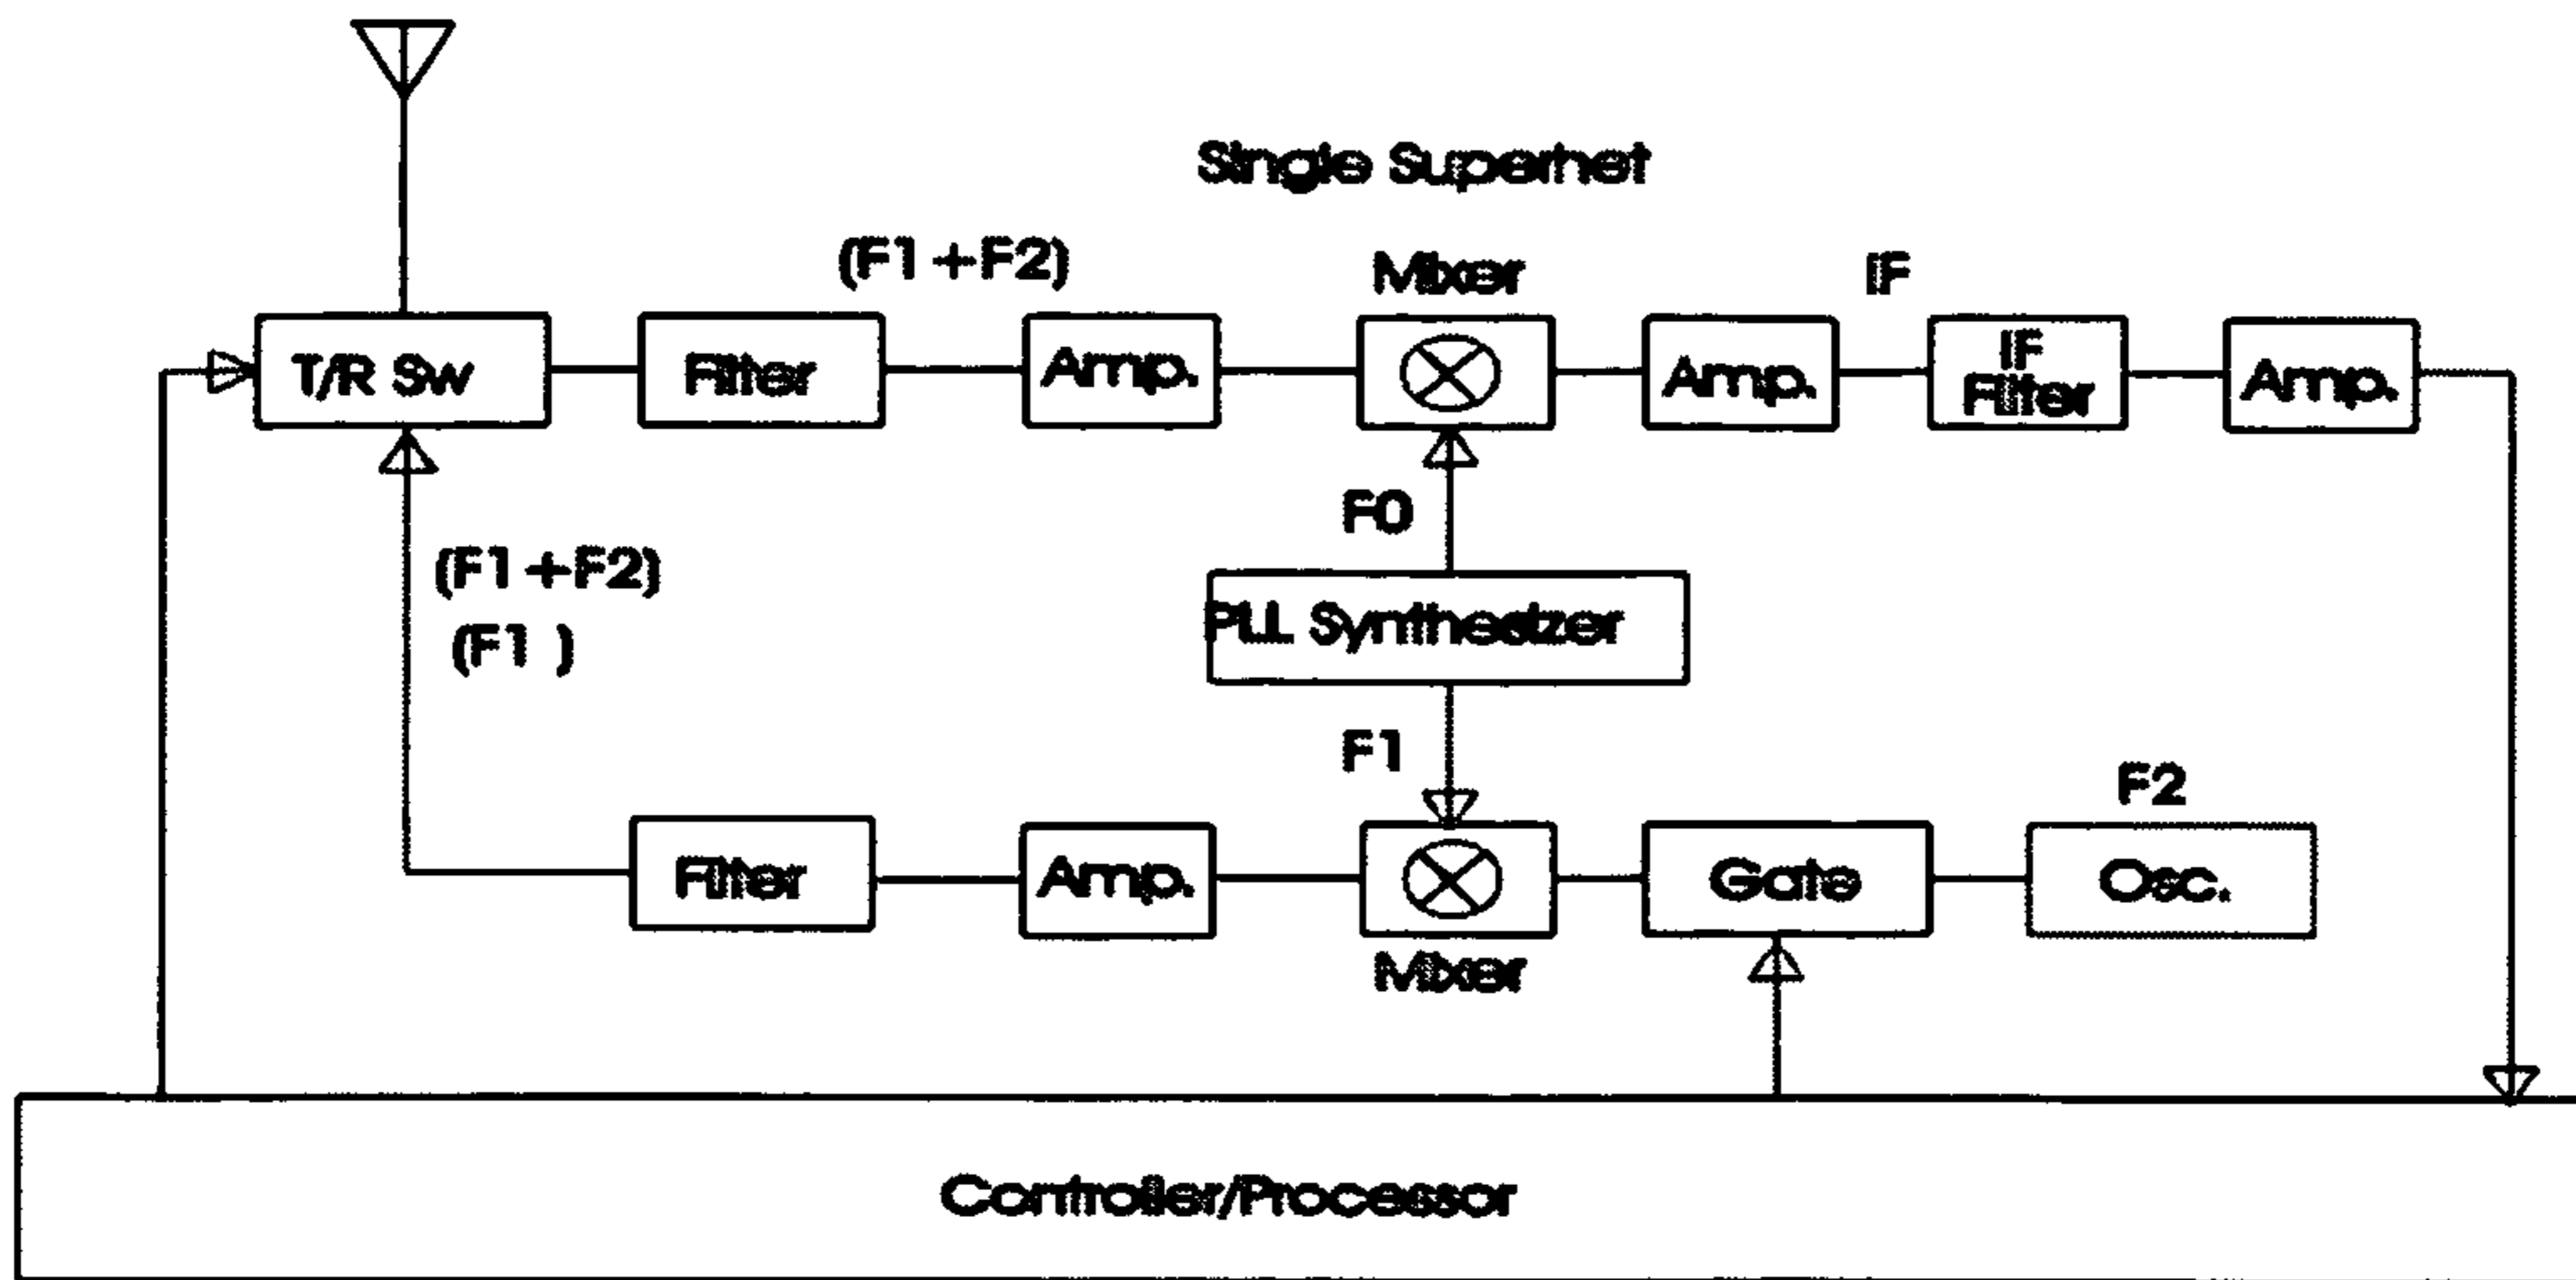 Single Superhet
(F1+F2)
Mixer
IF
T/R Sw
Filter
Amp.
Amp.
IF
Filter
Amp.
F0
(F1+F2)
(F1 )
PLL Synthesizer
F1
F2
Filter
Amp.
Gate
Osc.
Mixer
Controller/Processor